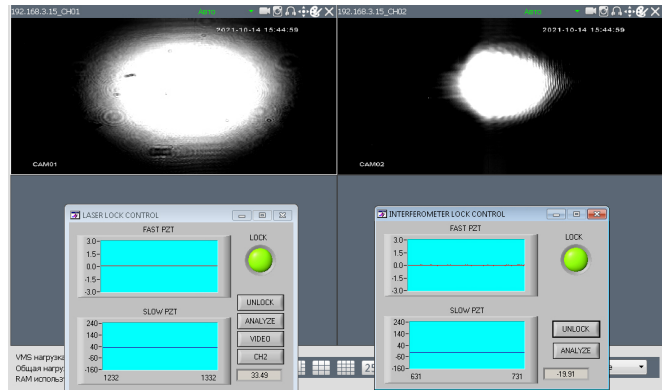 192.168.3.15_CH01 Авто
192.168.3.15_CH02 Авто
2021-10-14 15:44:59
2021-10-14 15:44:59
CAM01
CAM02
LASER LOCK CONTROL
FAST PZT
LOCK
3.0
1.5
0.0
-1.5
-3.0
SLOW PZT
240
140
40
-60
-160
1232 1332
UNLOCK
ANALYZE
VIDEO
CH2
33.49
INTERFEROMETER LOCK CONTROL
FAST PZT
LOCK
3.0
1.5
0.0
-1.5
-3.0
SLOW PZT
240
140
40
-60
-160
631 731
UNLOCK
ANALYZE
-19.91
VMS нагрузка
Общая нагруз
RAM использ
25
е